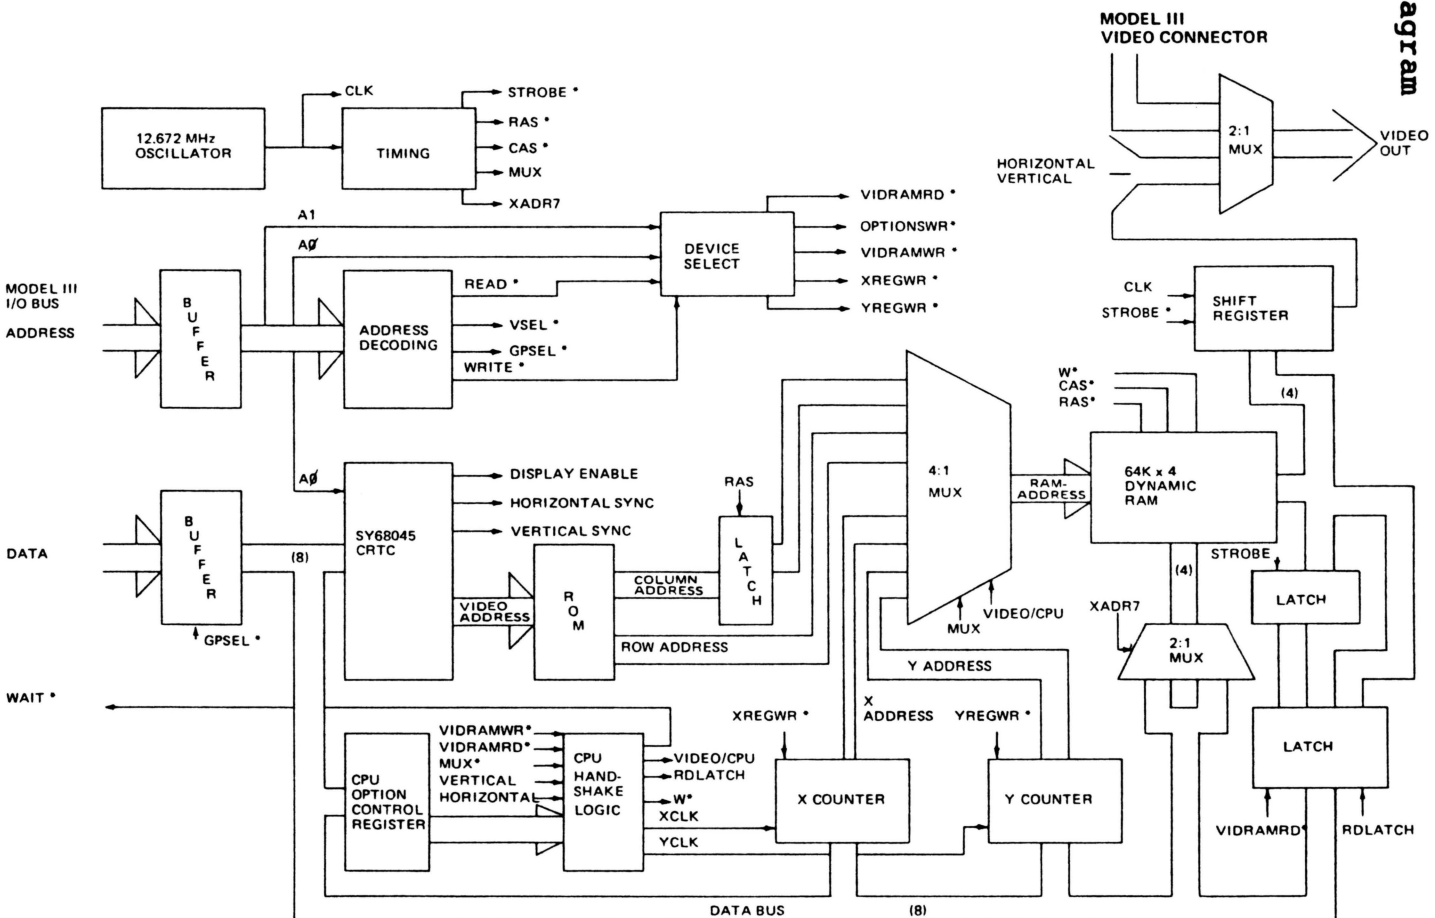 agram
MODEL III
VIDEO CONNECTOR
CLK
STROBE *
12.672 MHz
OSCILLATOR
TIMING
RAS *
CAS *
MUX
XADR7
2:1
MUX
VIDEO
OUT
HORIZONTAL
VERTICAL
A1
AØ
DEVICE
SELECT
VIDRAMRD *
OPTIONSWR*
VIDRAMWR *
XREGWR *
YREGWR *
MODEL III
I/O BUS
ADDRESS
BUFFER
ADDRESS
DECODING
READ *
VSEL *
GPSEL *
WRITE *
CLK
STROBE *
SHIFT
REGISTER
(4)
W*
CAS*
RAS*
AØ
DATA
BUFFER
(8)
GPSEL *
SY68045
CRTC
DISPLAY ENABLE
HORIZONTAL SYNC
VERTICAL SYNC
VIDEO
ADDRESS
ROM
COLUMN
ADDRESS
ROW ADDRESS
RAS
LATCH
4:1
MUX
MUX
VIDEO/CPU
RAM-
ADDRESS
64K x 4
DYNAMIC
RAM
(4)
STROBE
LATCH
XADR7
2:1
MUX
Y ADDRESS
X
ADDRESS
WAIT *
CPU
OPTION
CONTROL
REGISTER
VIDRAMWR*
VIDRAMRD*
MUX*
VERTICAL
HORIZONTAL
CPU
HAND-
SHAKE
LOGIC
VIDEO/CPU
RDLATCH
W*
XCLK
YCLK
XREGWR *
X COUNTER
YREGWR*
Y COUNTER
LATCH
VIDRAMRD*
RDLATCH
DATA BUS
(8)